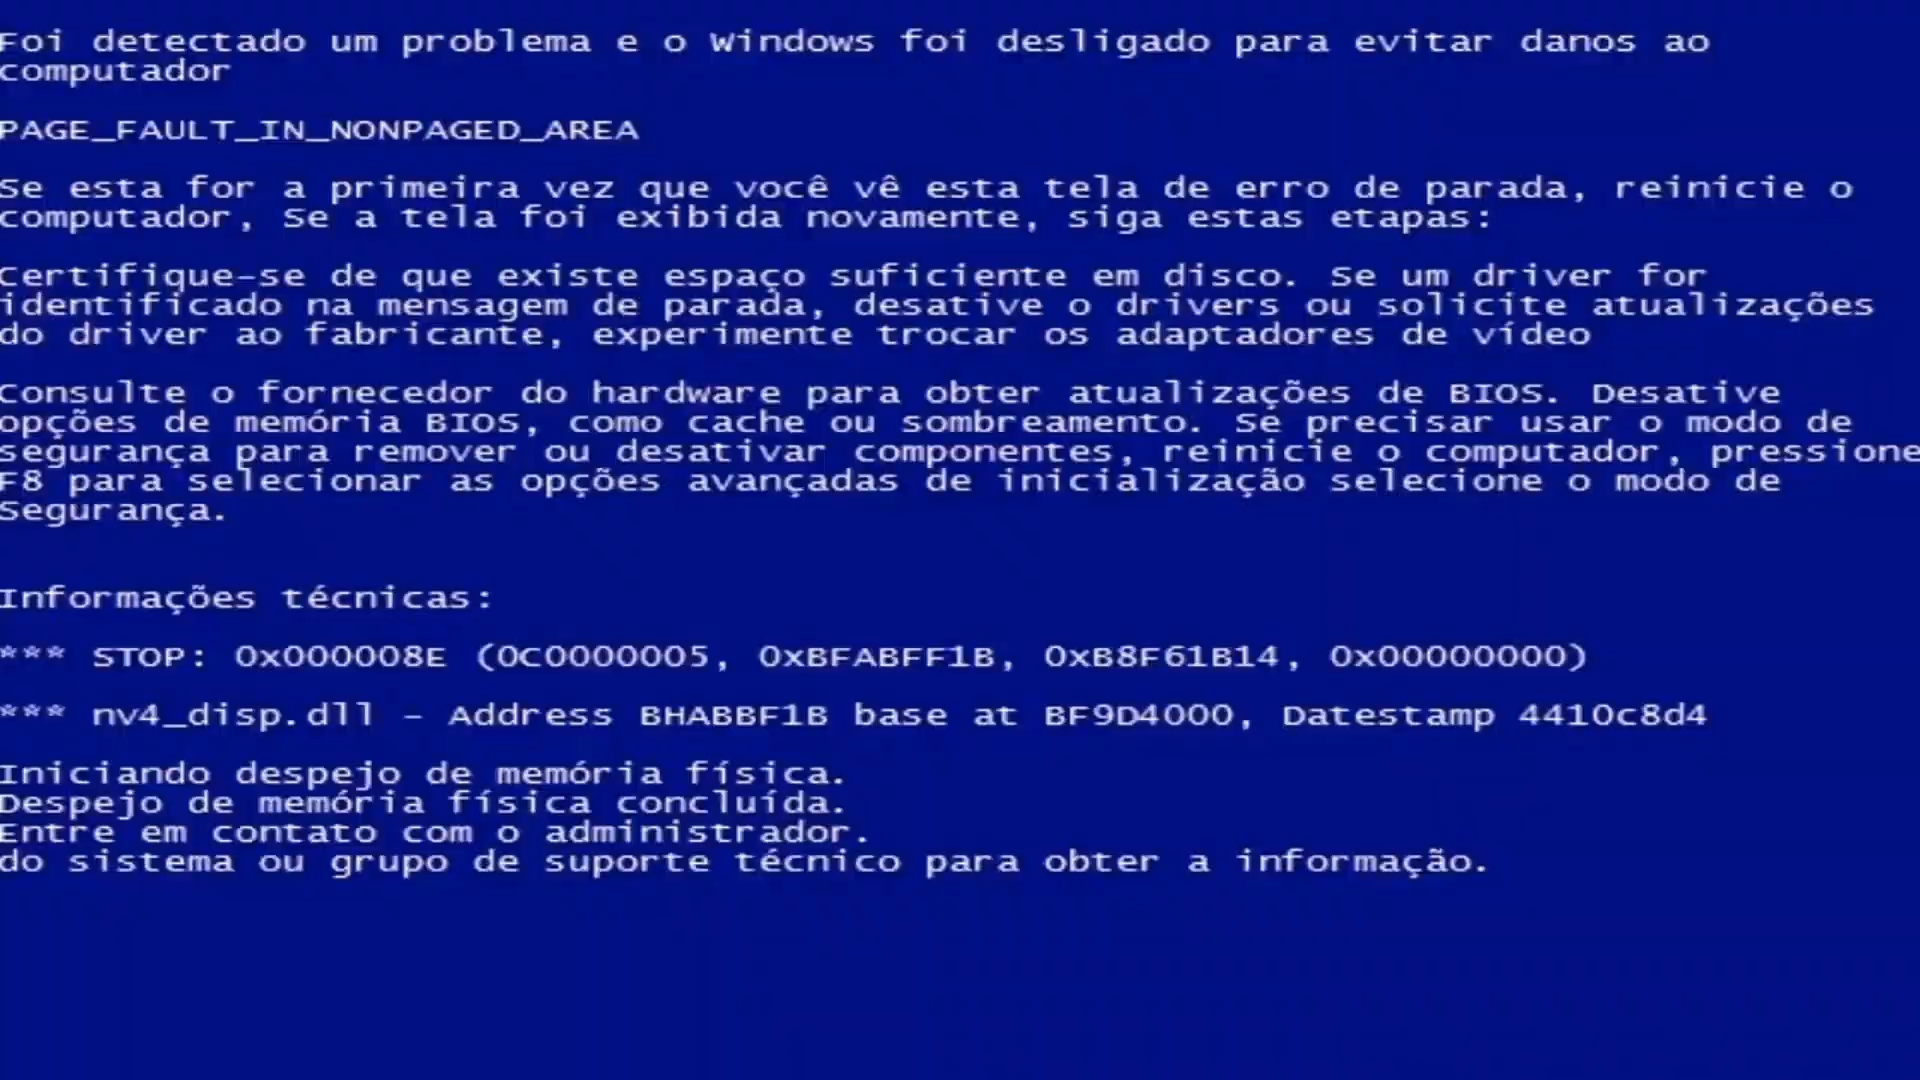 Foi detectado um problema e o Windows foi desligado para evitar danos ao
computador
PAGE_FAULT_IN_NONPAGED_AREA
Se esta for a primeira vez que você vê esta tela de erro de parada, reinicie o
computador, Se a tela foi exibida novamente, siga estas etapas:
Certifique-se de que existe espaço suficiente em disco. Se um driver for
identificado na mensagem de parada, desative o drivers ou solicite atualizações
do driver ao fabricante, experimente trocar os adaptadores de vídeo
Consulte o fornecedor do hardware para obter atualizações de BIOS. Desative
opções de memória BIOS, como cache ou sombreamento. Se precisar usar o modo de
segurança para remover ou desativar componentes, reinicie o computador, pressione
F8 para selecionar as opções avançadas de inicialização selecione o modo de
Segurança.
Informações técnicas:
*** STOP: 0x000008E (0C0000005, 0xBFABFF1B, 0xB8F61B14, 0x00000000)
*** nv4_disp.dll – Address BHABBF1B base at BF9D4000, Datestamp 4410c8d4
Iniciando despejo de memória física.
Despejo de memória física concluída.
Entre em contato com o administrador.
do sistema ou grupo de suporte técnico para obter a informação.